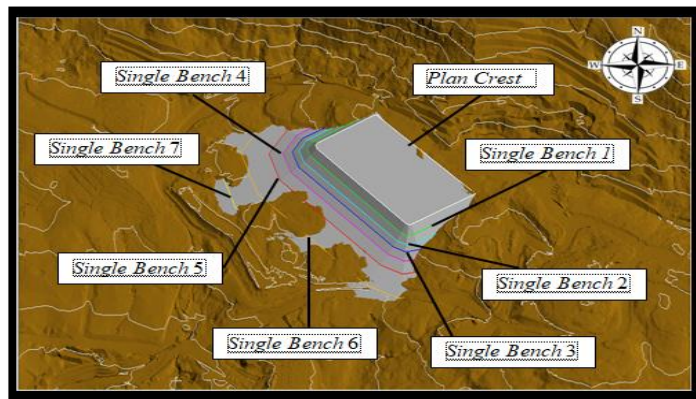 N
Single Bench 4
Plan Crest
W
E
S
Single Bench 7
Single Bench 1
Single Bench 5
Single Bench 2
Single Bench 6
Single Bench 3